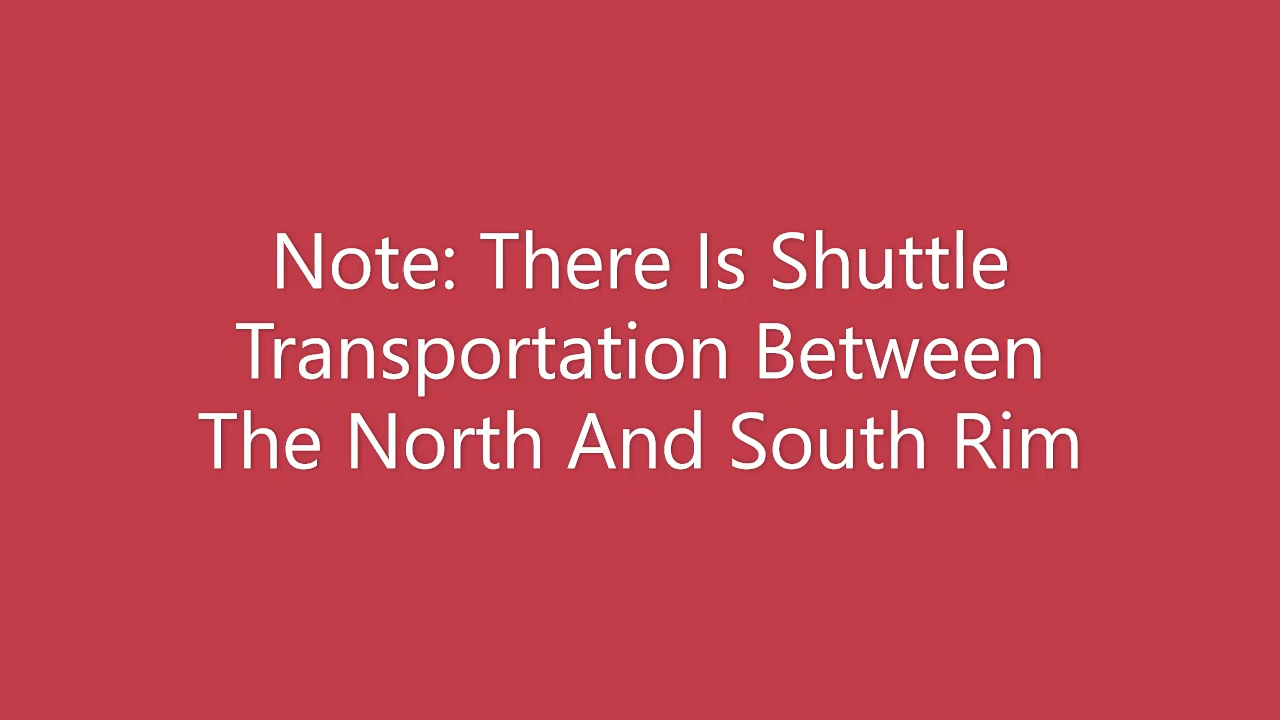 Note: There Is Shuttle
Transportation Between
The North And South Rim